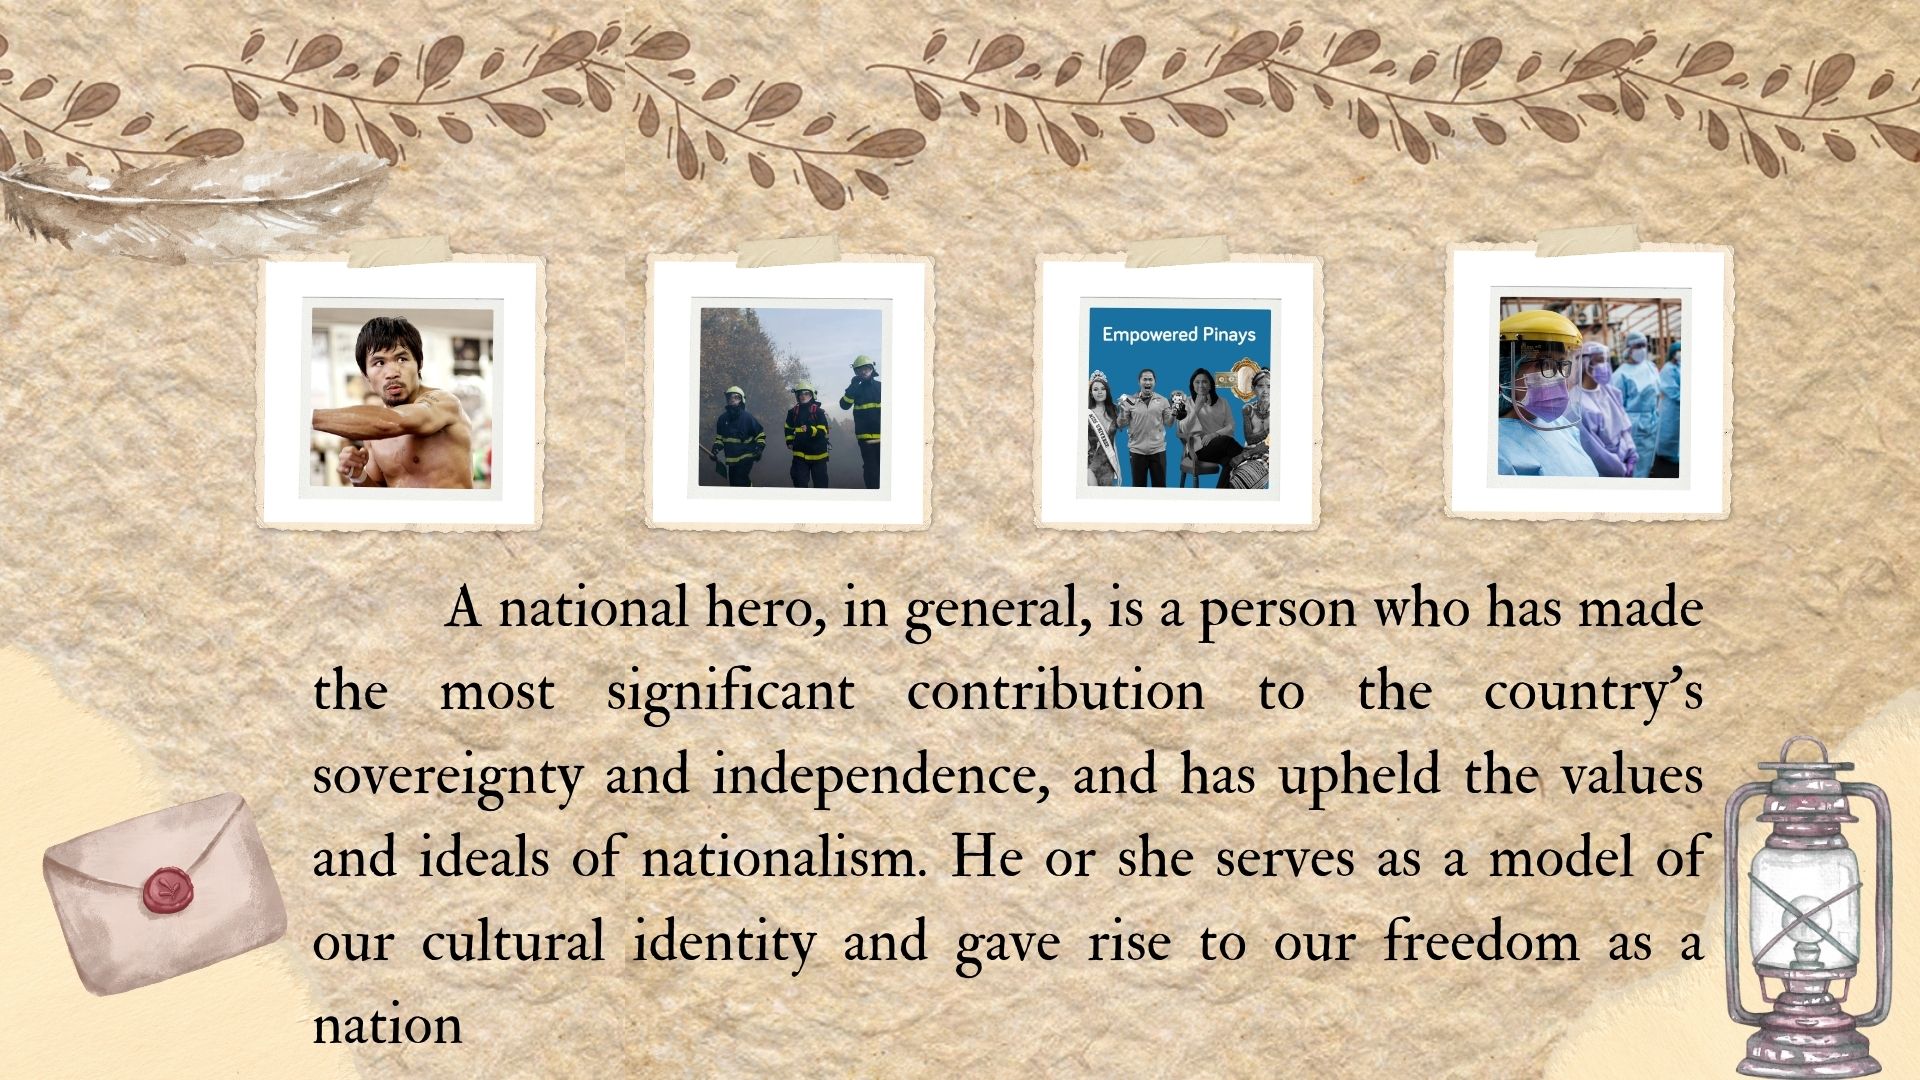 Empowered Pinays
A national hero, in general, is a person who has made
the most significant contribution to the country’s
sovereignty and independence, and has upheld the values
and ideals of nationalism. He or she serves as a model of
our cultural identity and gave rise to our freedom as a
nation